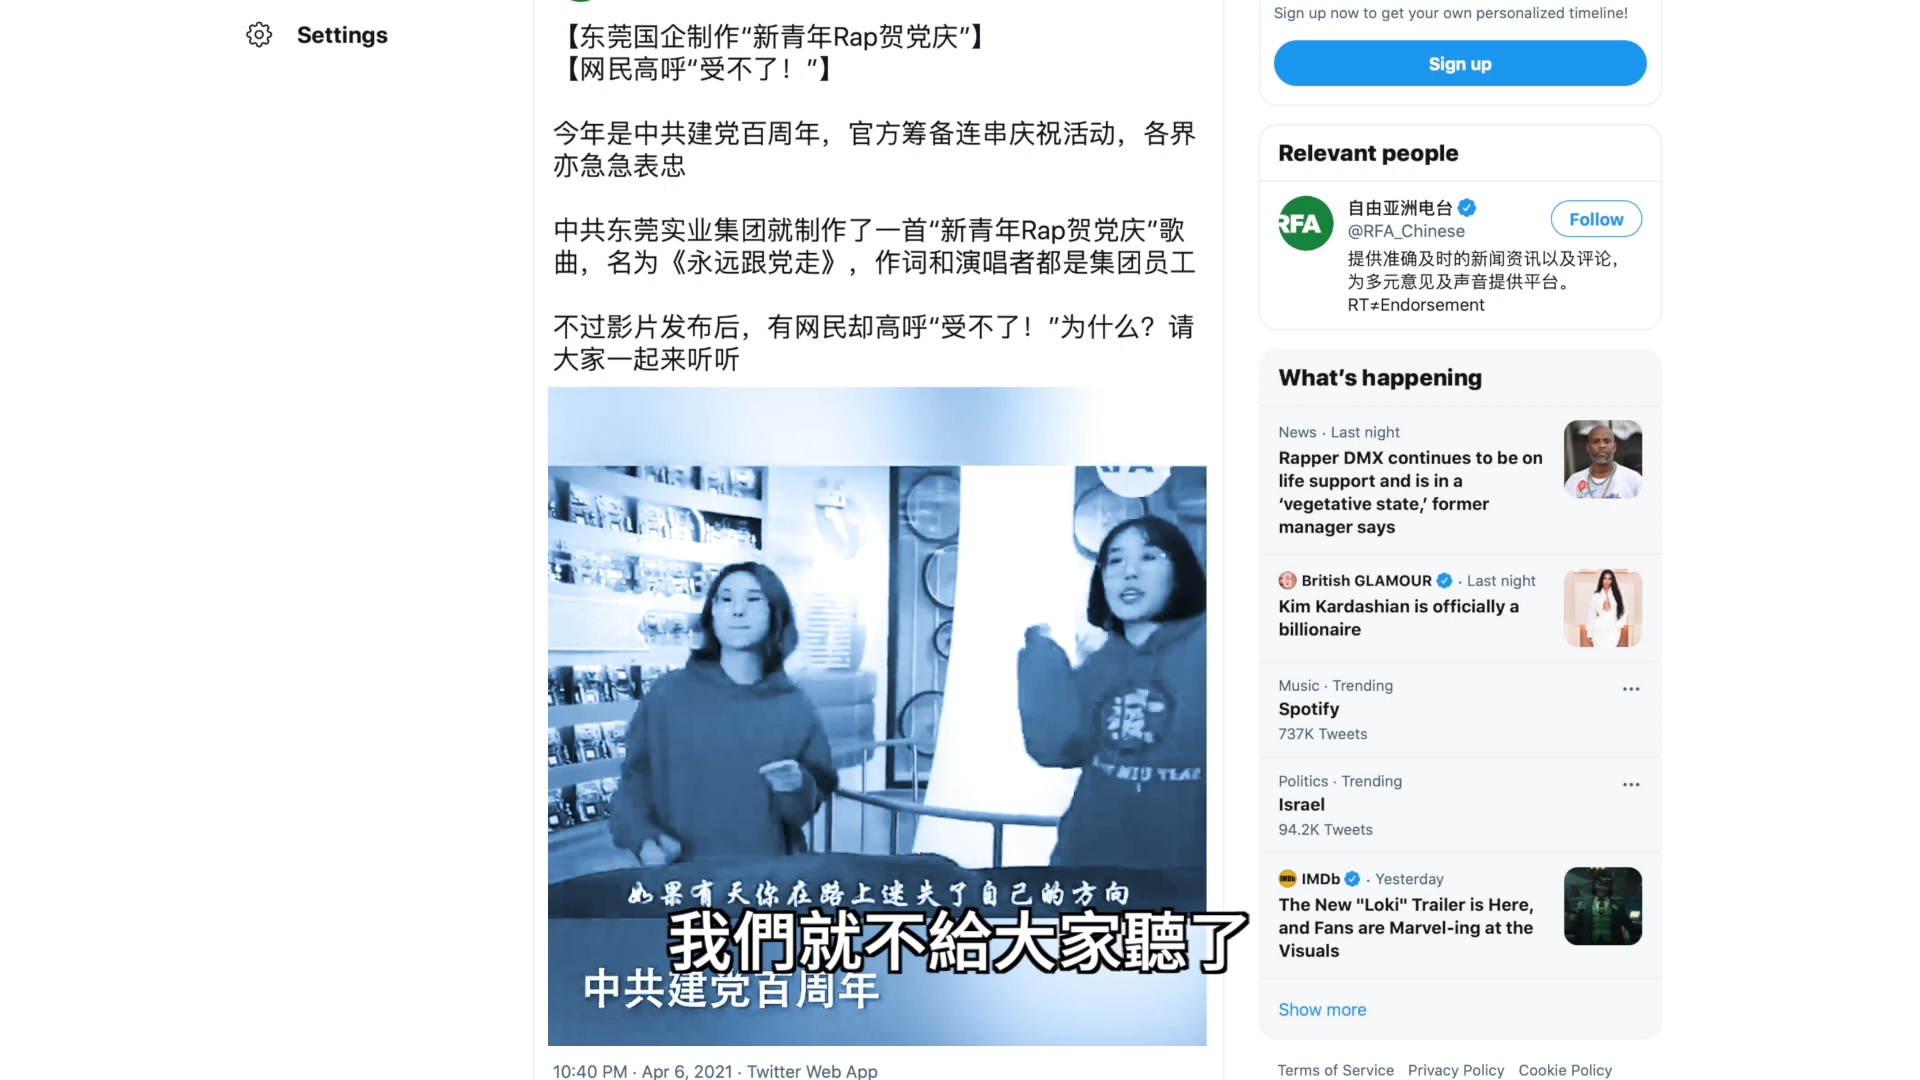 Settings
【东莞国企制作“新青年Rap贺党庆”】
【网民高呼“受不了！”】
今年是中共建党百周年，官方筹备连串庆祝活动，各界
亦急急表忠
中共东莞实业集团就制作了一首“新青年Rap贺党庆”歌
曲，名为《永远跟党走》，作词和演唱者都是集团员工
不过影片发布后，有网民却高呼“受不了！”为什么？请
大家一起来听听
如果有天你在路上迷失了自己的方向
我們就不給大家聽了
中共建党百周年
10:40 PM · Apr 6, 2021 · Twitter Web App
Sign up now to get your own personalized timeline!
Sign up
Relevant people
RFA
自由亚洲电台
@RFA_Chinese
Follow
提供准确及时的新闻资讯以及评论，
为多元意见及声音提供平台。
RT≠Endorsement
What’s happening
News · Last night
Rapper DMX continues to be on
life support and is in a
‘vegetative state,’ former
manager says
British GLAMOUR · Last night
Kim Kardashian is officially a
billionaire
Music · Trending
Spotify
737K Tweets
Politics · Trending
Israel
94.2K Tweets
IMDb · Yesterday
The New "Loki" Trailer is Here,
and Fans are Marvel-ing at the
Visuals
Show more
Terms of Service Privacy Policy Cookie Policy